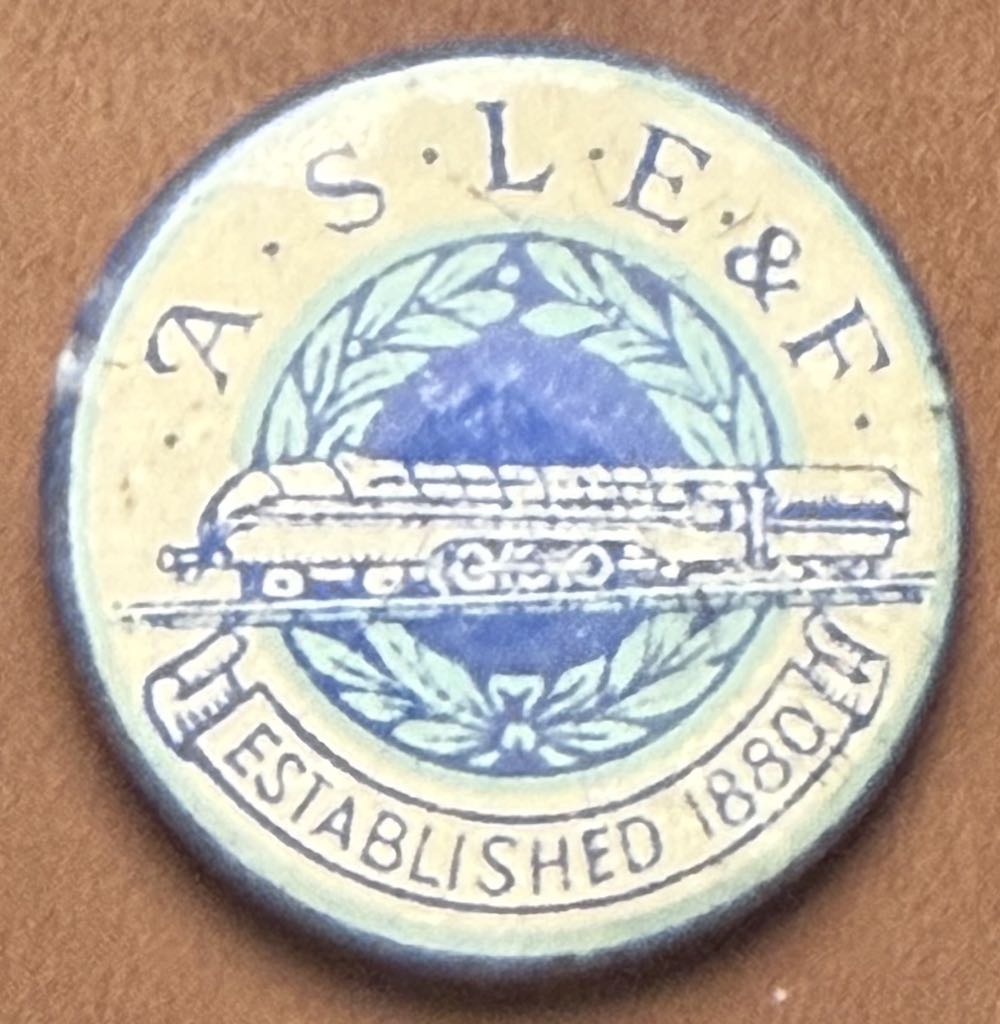 · A · S · L · E · & F ·
ESTABLISHED 1880